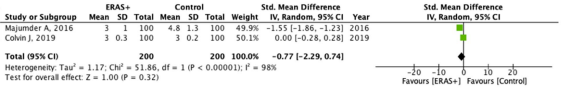 ERAS+ Control Std. Mean Difference Std. Mean Difference
Study or Subgroup Mean SD Total Mean SD Total Weight IV, Random, 95% CI Year IV, Random, 95% CI
Majumder A, 2016 3 1 100 4.8 1.3 100 49.9% -1.55 [-1.86, -1.23] 2016
Colvin J, 2019 3 0.3 100 3 0.2 100 50.1% 0.00 [-0.28, 0.28] 2019
Total (95% CI) 200 200 100.0% -0.77 [-2.29, 0.74]
Heterogeneity: Tau² = 1.17; Chi² = 51.86, df = 1 (P < 0.00001); I² = 98%
Test for overall effect: Z = 1.00 (P = 0.32)
-20 -10 0 10 20
Favours [ERAS+] Favours [Control]